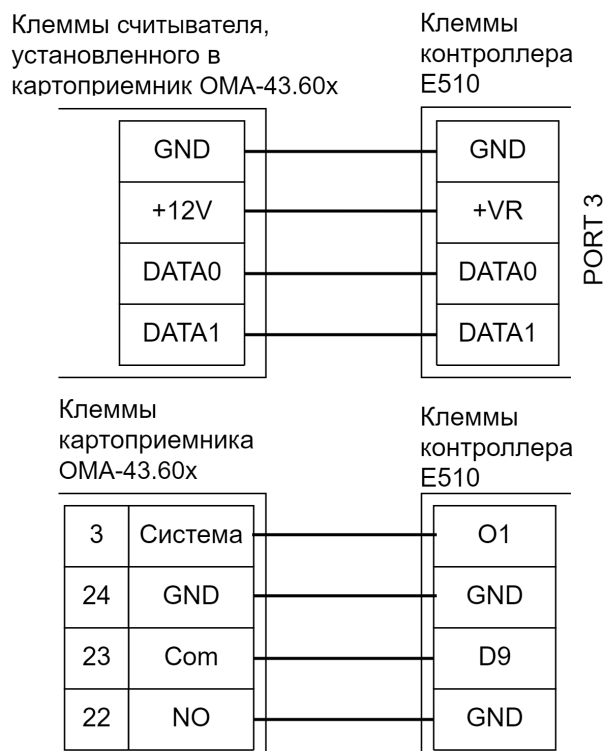 Клеммы считывателя,
установленного в
картоприемник ОМА-43.60х
Клеммы
контроллера
Е510
GND
GND
+12V
+VR
DATA0
DATA0
DATA1
DATA1
PORT 3
Клеммы
картоприемника
ОМА-43.60х
Клеммы
контроллера
Е510
3 Система O1
24 GND GND
23 Com D9
22 NO GND